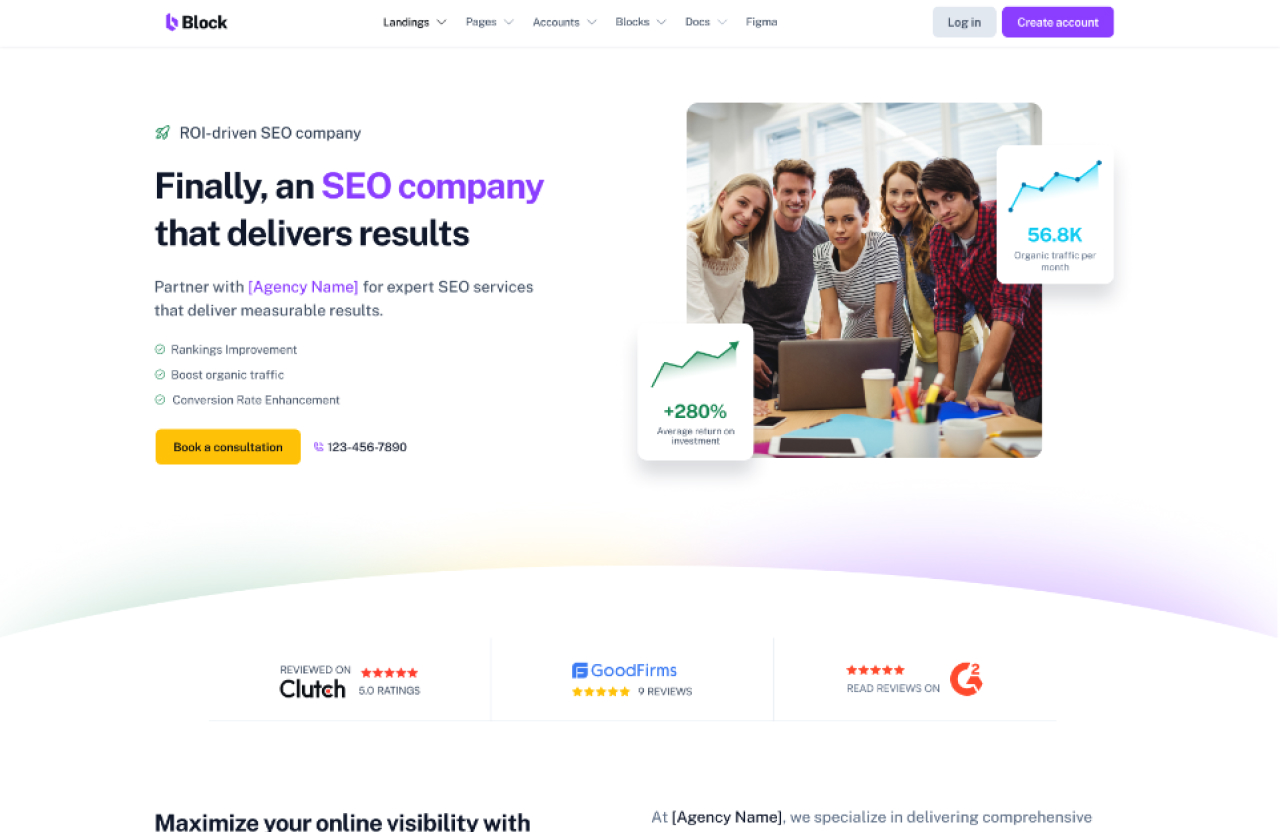 Block
Landings
Pages
Accounts
Blocks
Docs
Figma
Log in
Create account
ROI-driven SEO company
Finally, an SEO company
that delivers results
Partner with [Agency Name] for expert SEO services
that deliver measurable results.
Rankings Improvement
Boost organic traffic
Conversion Rate Enhancement
Book a consultation
123-456-7890
56.8K
Organic traffic per
month
+280%
Average return on
investment
REVIEWED ON
Clutch
5.0 RATINGS
GoodFirms
9 REVIEWS
READ REVIEWS ON
G2
Maximize your online visibility with
At [Agency Name], we specialize in delivering comprehensive